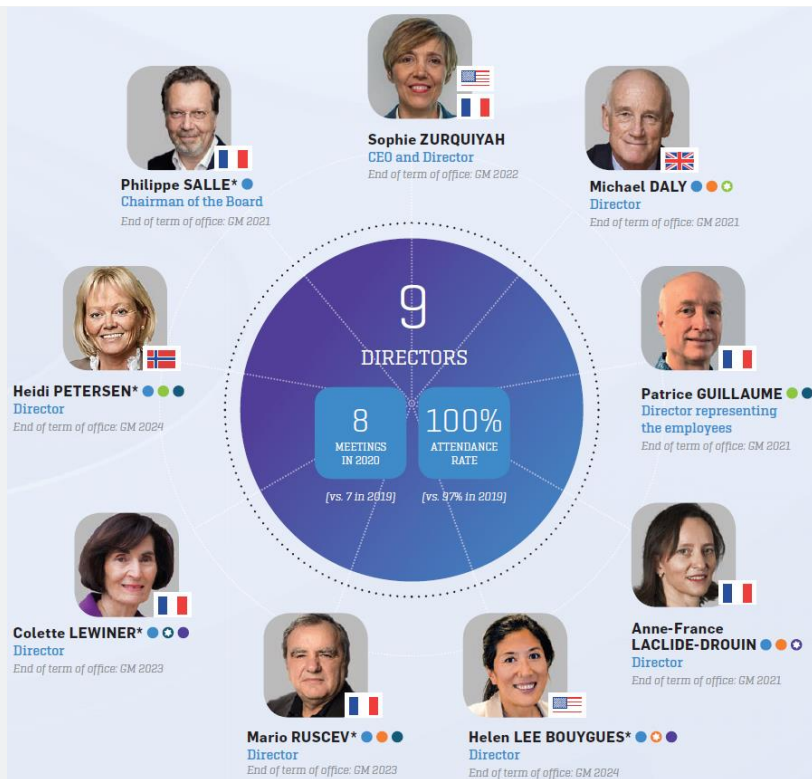 Sophie ZURQUIYAH
CEO and Director
End of term of office: GM 2022
Philippe SALLE*
Chairman of the Board
End of term of office: GM 2021
Michael DALY
Director
End of term of office: GM 2021
Heidi PETERSEN*
Director
End of term of office: GM 2024
9
DIRECTORS
8
MEETINGS
IN 2020
(vs. 7 in 2019)
100%
ATTENDANCE
RATE
(vs. 97% in 2019)
Patrice GUILLAUME
Director representing
the employees
End of term of office: GM 2021
Colette LEWINER*
Director
End of term of office: GM 2023
Anne-France
LACLIDE-DROUIN
Director
End of term of office: GM 2021
Mario RUSCEV*
Director
End of term of office: GM 2023
Helen LEE BOUYGUES*
Director
End of term of office: GM 2024